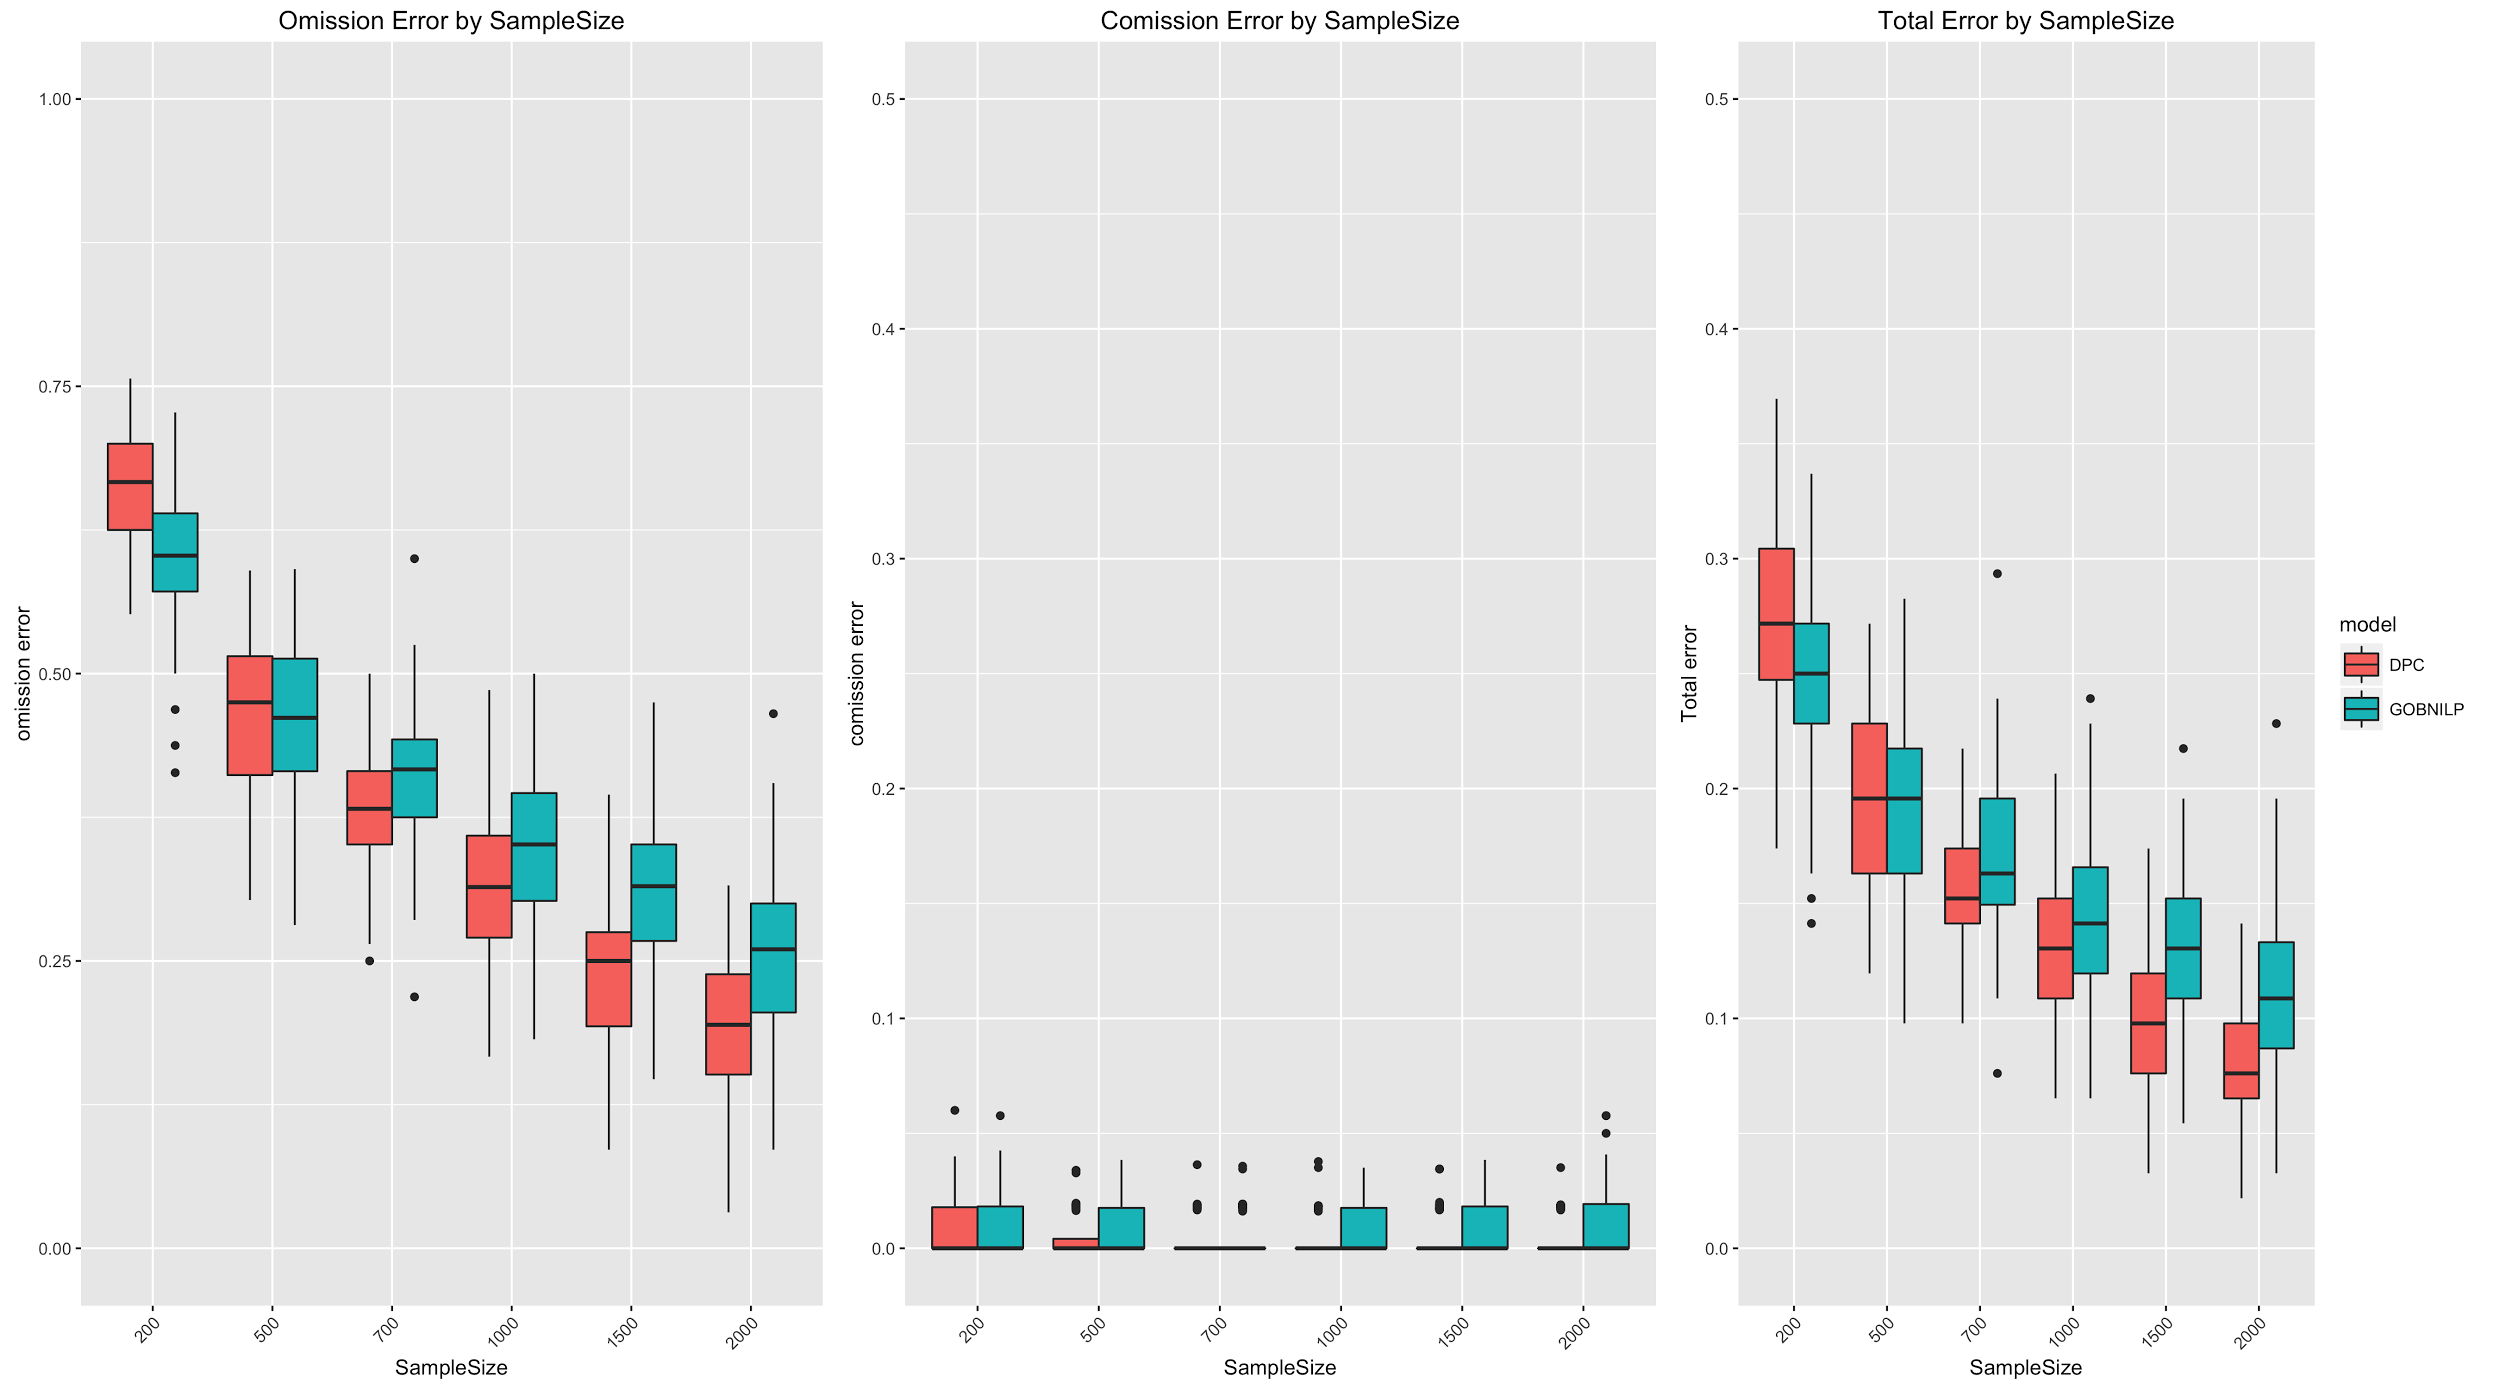 Omission Error by SampleSize
1.00
0.75
0.50
0.25
0.00
omission error
200
500
700
1000
1500
2000
SampleSize
Comission Error by SampleSize
0.5
0.4
0.3
0.2
0.1
0.0
comission error
200
500
700
1000
1500
2000
SampleSize
Total Error by SampleSize
0.5
0.4
0.3
0.2
0.1
0.0
Total error
200
500
700
1000
1500
2000
SampleSize
model
DPC
GOBNILP